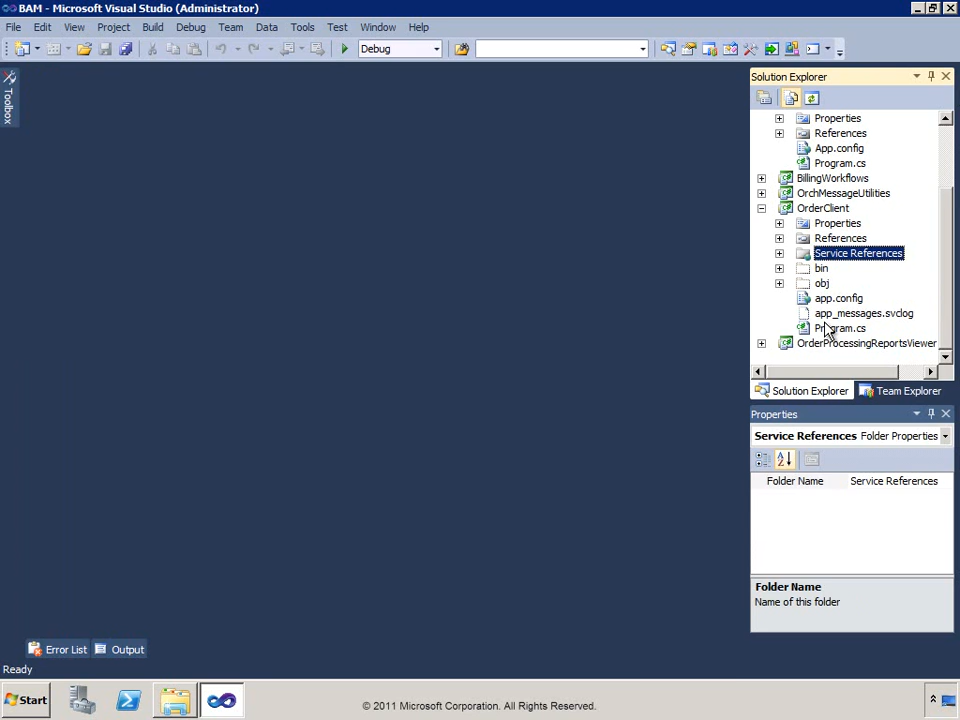 BAM - Microsoft Visual Studio (Administrator)
File Edit View Project Build Debug Team Data Tools Test Window Help
Debug
Toolbox
Solution Explorer
Properties
References
App.config
Program.cs
BillingWorkflows
OrchMessageUtilities
OrderClient
Properties
References
Service References
bin
obj
app.config
app_messages.svclog
Program.cs
OrderProcessingReportsViewer
Solution Explorer Team Explorer
Properties
Service References Folder Properties
Folder Name Service References
Folder Name
Name of this folder
Error List Output
Ready
Start
© 2011 Microsoft Corporation. All Rights Reserved.